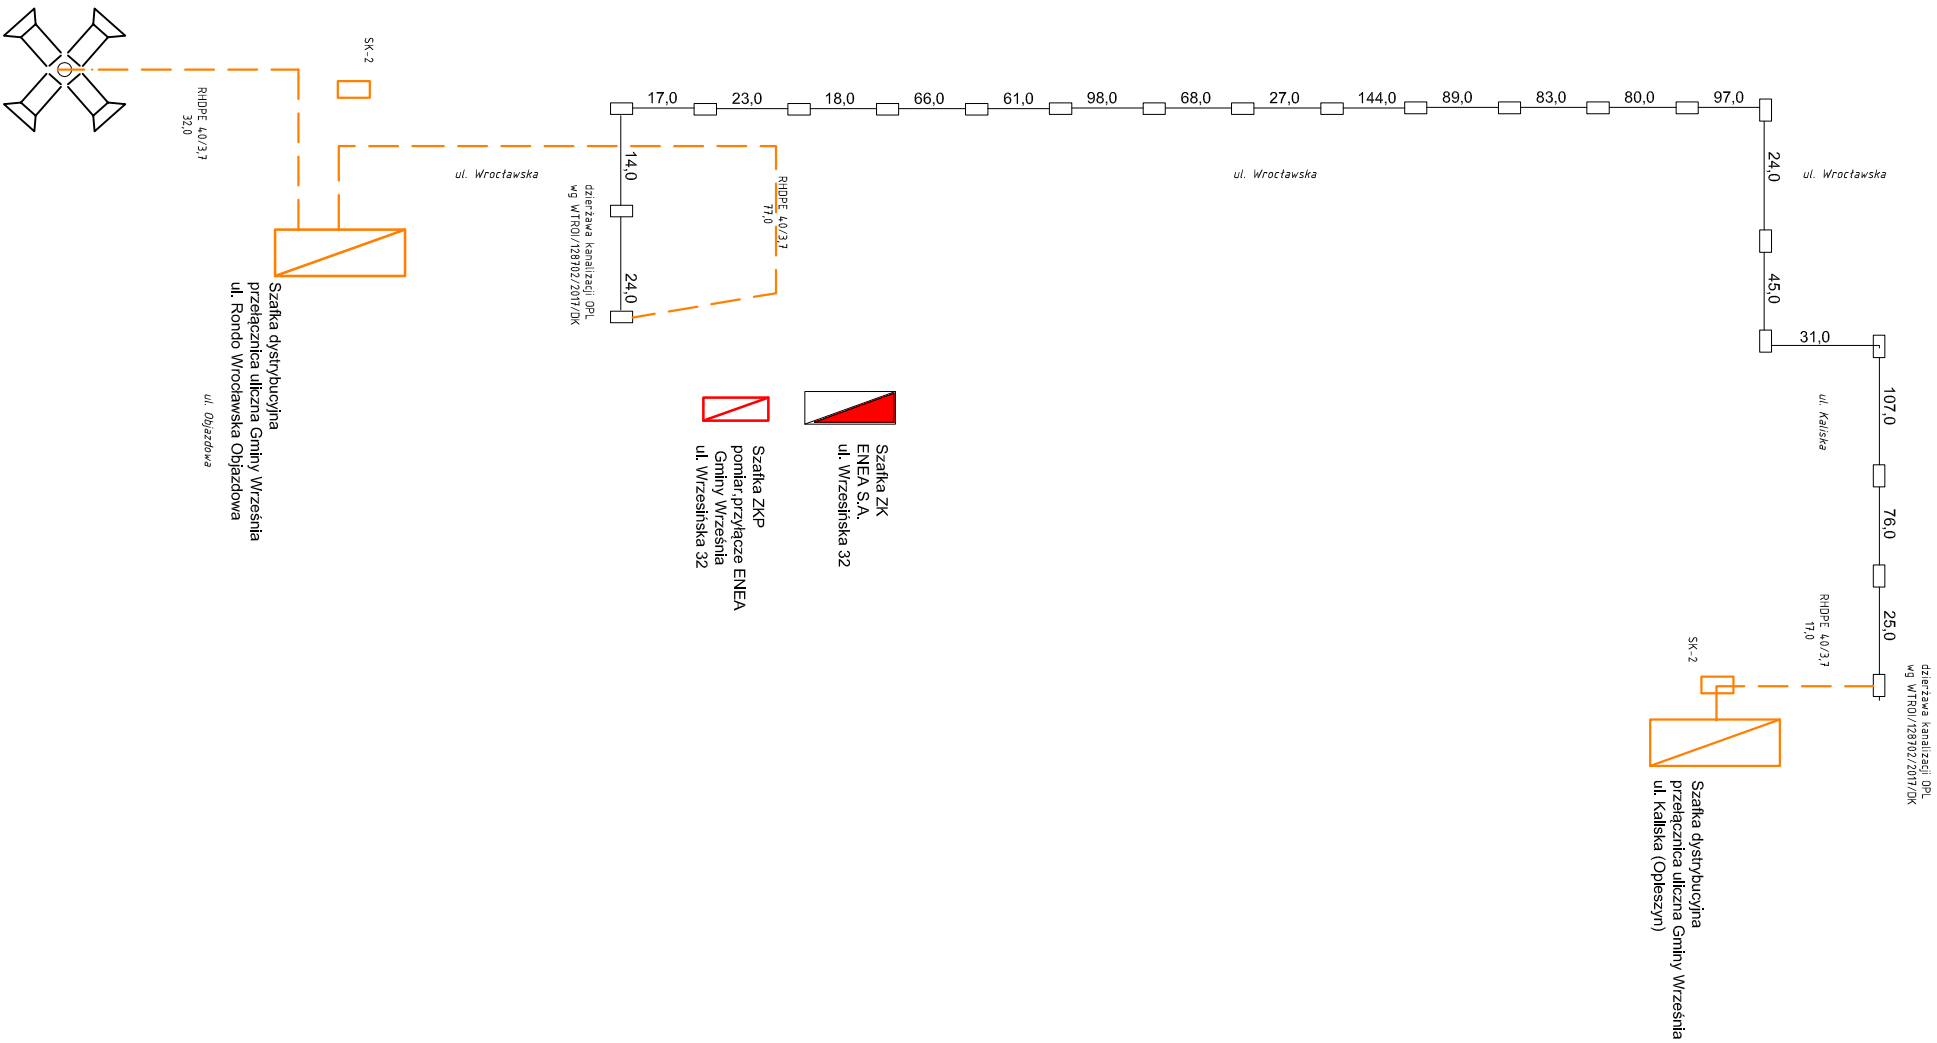 SK-2
RHDPE 40/3,7
32,0
ul. Wrocławska
17,0
23,0
18,0
66,0
61,0
98,0
68,0
27,0
144,0
89,0
83,0
80,0
97,0
14,0
24,0
dzierżawa kanalizacji OPL
wg WTROI/128702/2017/DK
RHDPE 40/3,7
77,0
ul. Wrocławska
24,0
ul. Wrocławska
45,0
31,0
107,0
ul. Kaliska
76,0
25,0
RHDPE 40/3,7
17,0
SK-2
dzierżawa kanalizacji OPL
wg WTROI/128702/2017/DK
Szafka dystrybucyjna
przełącznica uliczna Gminy Września
ul. Rondo Wrocławska Objazdowa
ul. Objazdowa
Szafka ZK
ENEA S.A.
ul. Wrzesińska 32
Szafka ZKP
pomiar,przyłącze ENEA
Gminy Września
ul. Wrzesińska 32
Szafka dystrybucyjna
przełącznica uliczna Gminy Września
ul. Kaliska (Opieszyn)